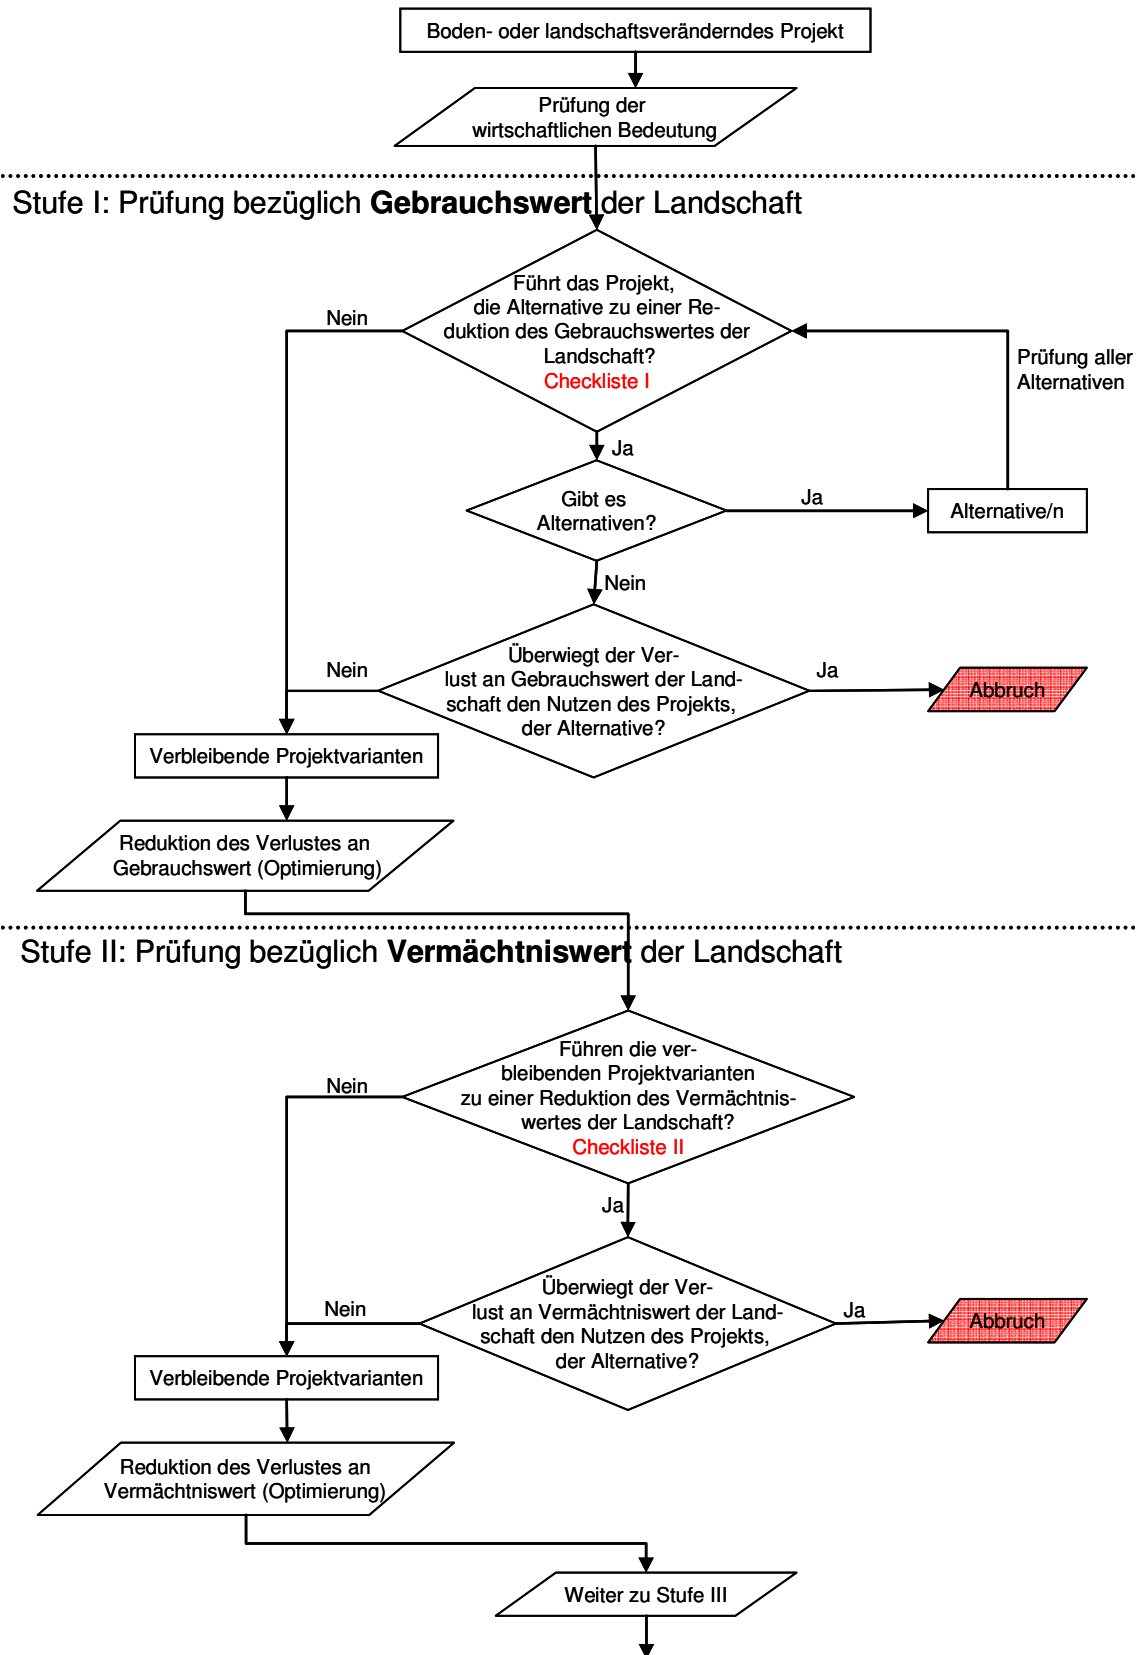 Boden- oder landschaftsveränderndes Projekt
Prüfung der
wirtschaftlichen Bedeutung
Stufe I: Prüfung bezüglich Gebrauchswert der Landschaft
Führt das Projekt,
die Alternative zu einer Re-
duktion des Gebrauchswertes der
Landschaft?
Checkliste I
Nein
Prüfung aller
Alternativen
Ja
Gibt es
Alternativen?
Ja
Alternative/n
Nein
Überwiegt der Ver-
lust an Gebrauchswert der Land-
schaft den Nutzen des Projekts,
der Alternative?
Nein
Ja
Abbruch
Verbleibende Projektvarianten
Reduktion des Verlustes an
Gebrauchswert (Optimierung)
Stufe II: Prüfung bezüglich Vermächtniswert der Landschaft
Führen die ver-
bleibenden Projektvarianten
zu einer Reduktion des Vermächtnis-
wertes der Landschaft?
Checkliste II
Nein
Ja
Überwiegt der Ver-
lust an Vermächtniswert der Land-
schaft den Nutzen des Projekts,
der Alternative?
Nein
Ja
Abbruch
Verbleibende Projektvarianten
Reduktion des Verlustes an
Vermächtniswert (Optimierung)
Weiter zu Stufe III